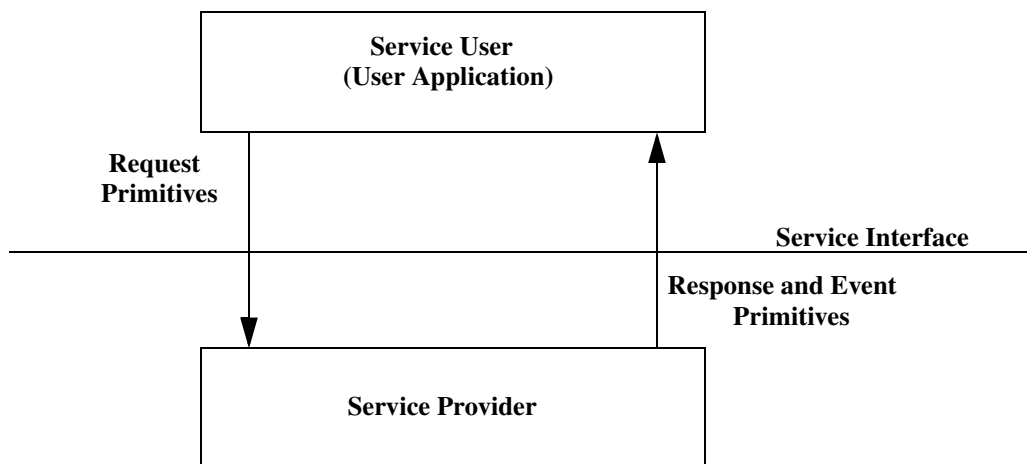 Service User
(User Application)
Request
Primitives
Service Interface
Response and Event
Primitives
Service Provider